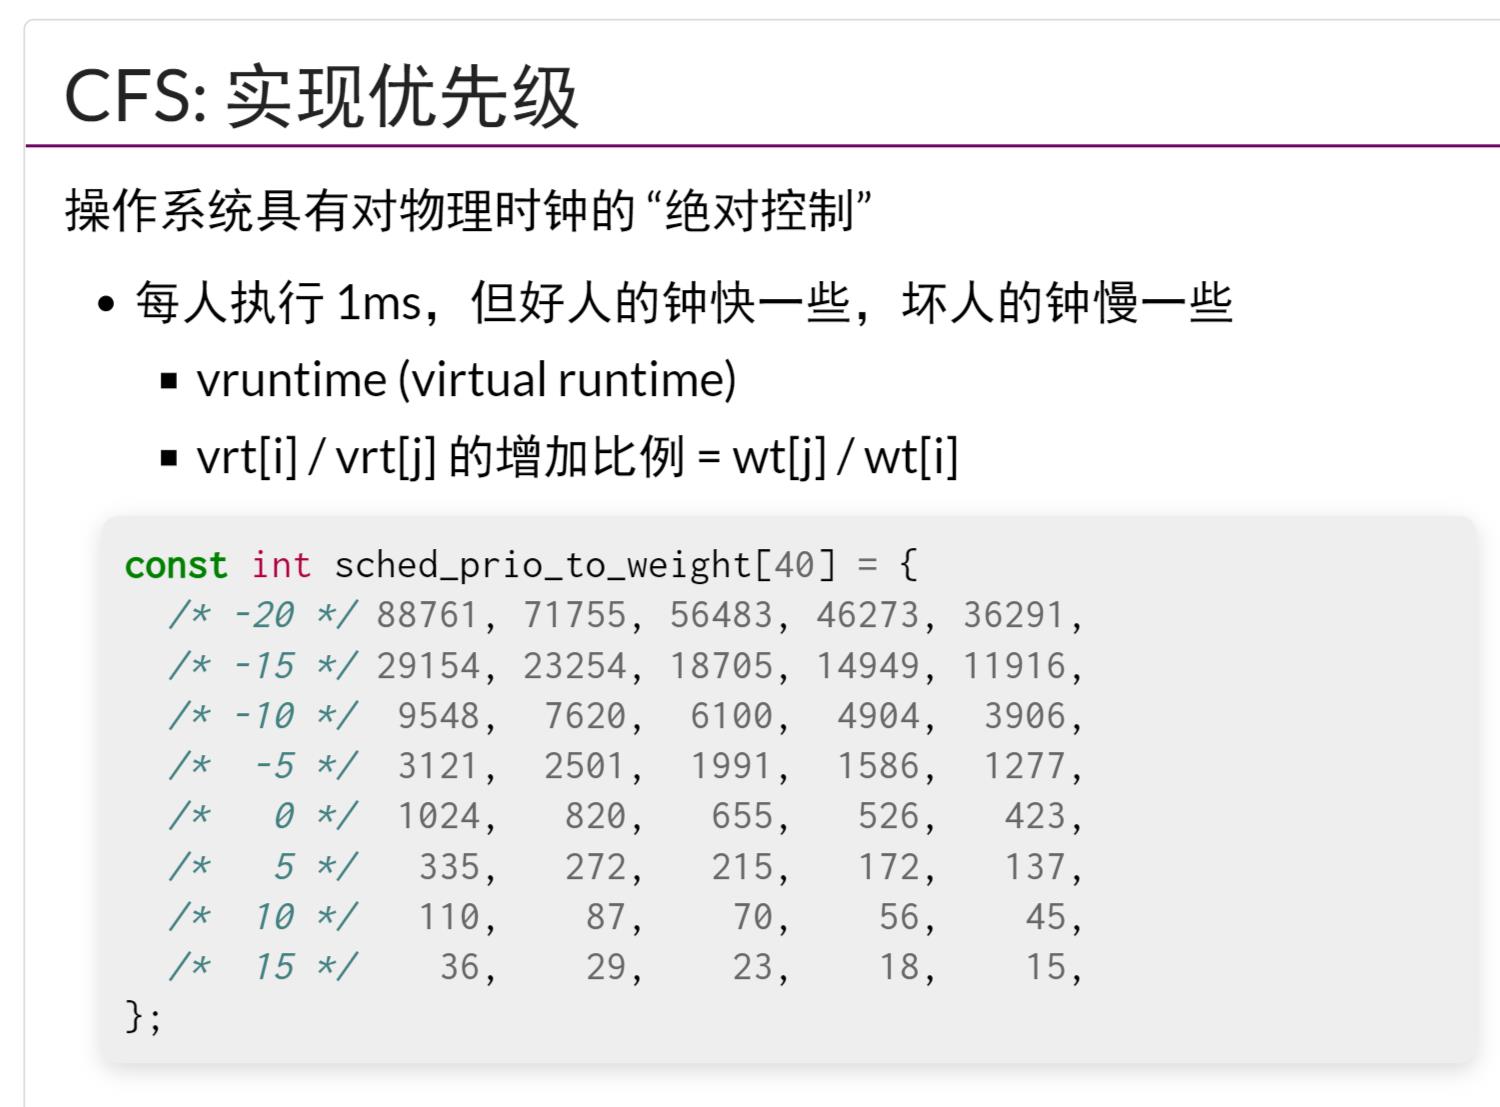 CFS: 实现优先级
操作系统具有对物理时钟的 “绝对控制”
• 每人执行 1ms，但好人的钟快一些，坏人的钟慢一些
▪ vruntime (virtual runtime)
▪ vrt[i] / vrt[j] 的增加比例 = wt[j] / wt[i]
const int sched_prio_to_weight[40] = {
/* -20 */ 88761, 71755, 56483, 46273, 36291,
/* -15 */ 29154, 23254, 18705, 14949, 11916,
/* -10 */ 9548, 7620, 6100, 4904, 3906,
/* -5 */ 3121, 2501, 1991, 1586, 1277,
/* 0 */ 1024, 820, 655, 526, 423,
/* 5 */ 335, 272, 215, 172, 137,
/* 10 */ 110, 87, 70, 56, 45,
/* 15 */ 36, 29, 23, 18, 15,
};